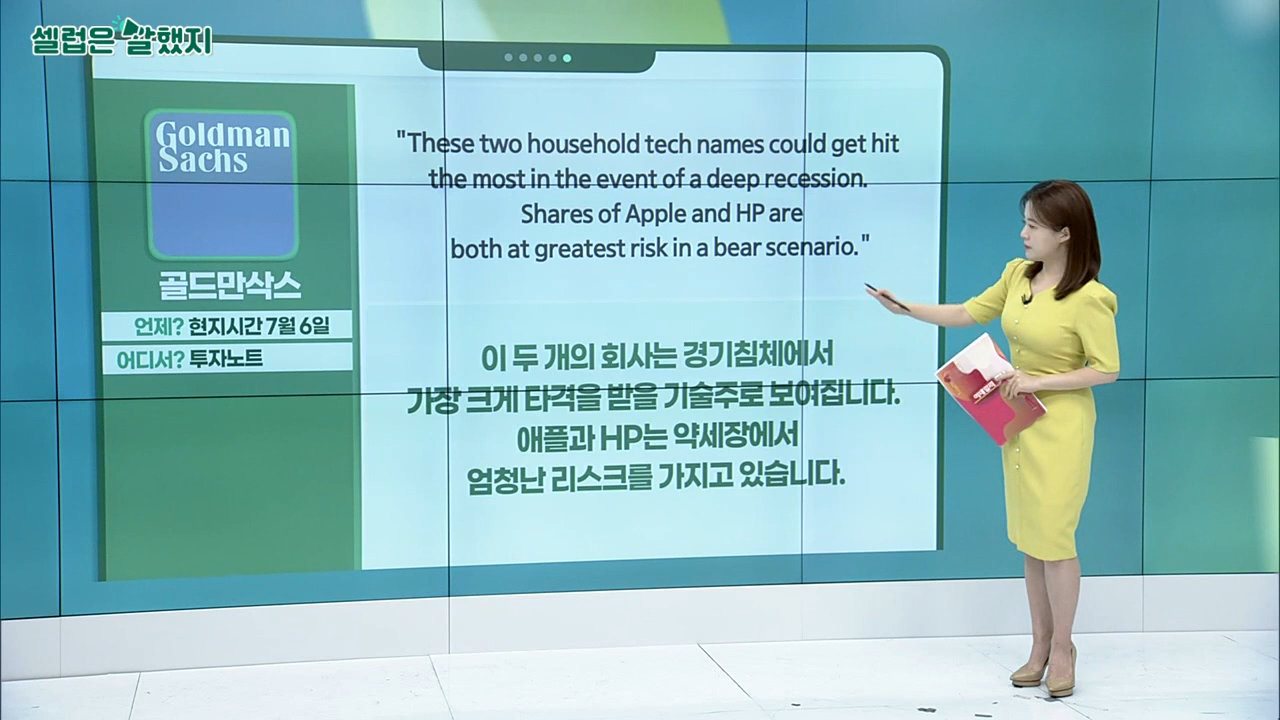 셀럽은 말했지
Goldman
Sachs
골드만삭스
언제? 현지시간 7월 6일
어디서? 투자노트
"These two household tech names could get hit
the most in the event of a deep recession.
Shares of Apple and HP are
both at greatest risk in a bear scenario."
이 두 개의 회사는 경기침체에서
가장 크게 타격을 받을 기술주로 보여집니다.
애플과 HP는 약세장에서
엄청난 리스크를 가지고 있습니다.